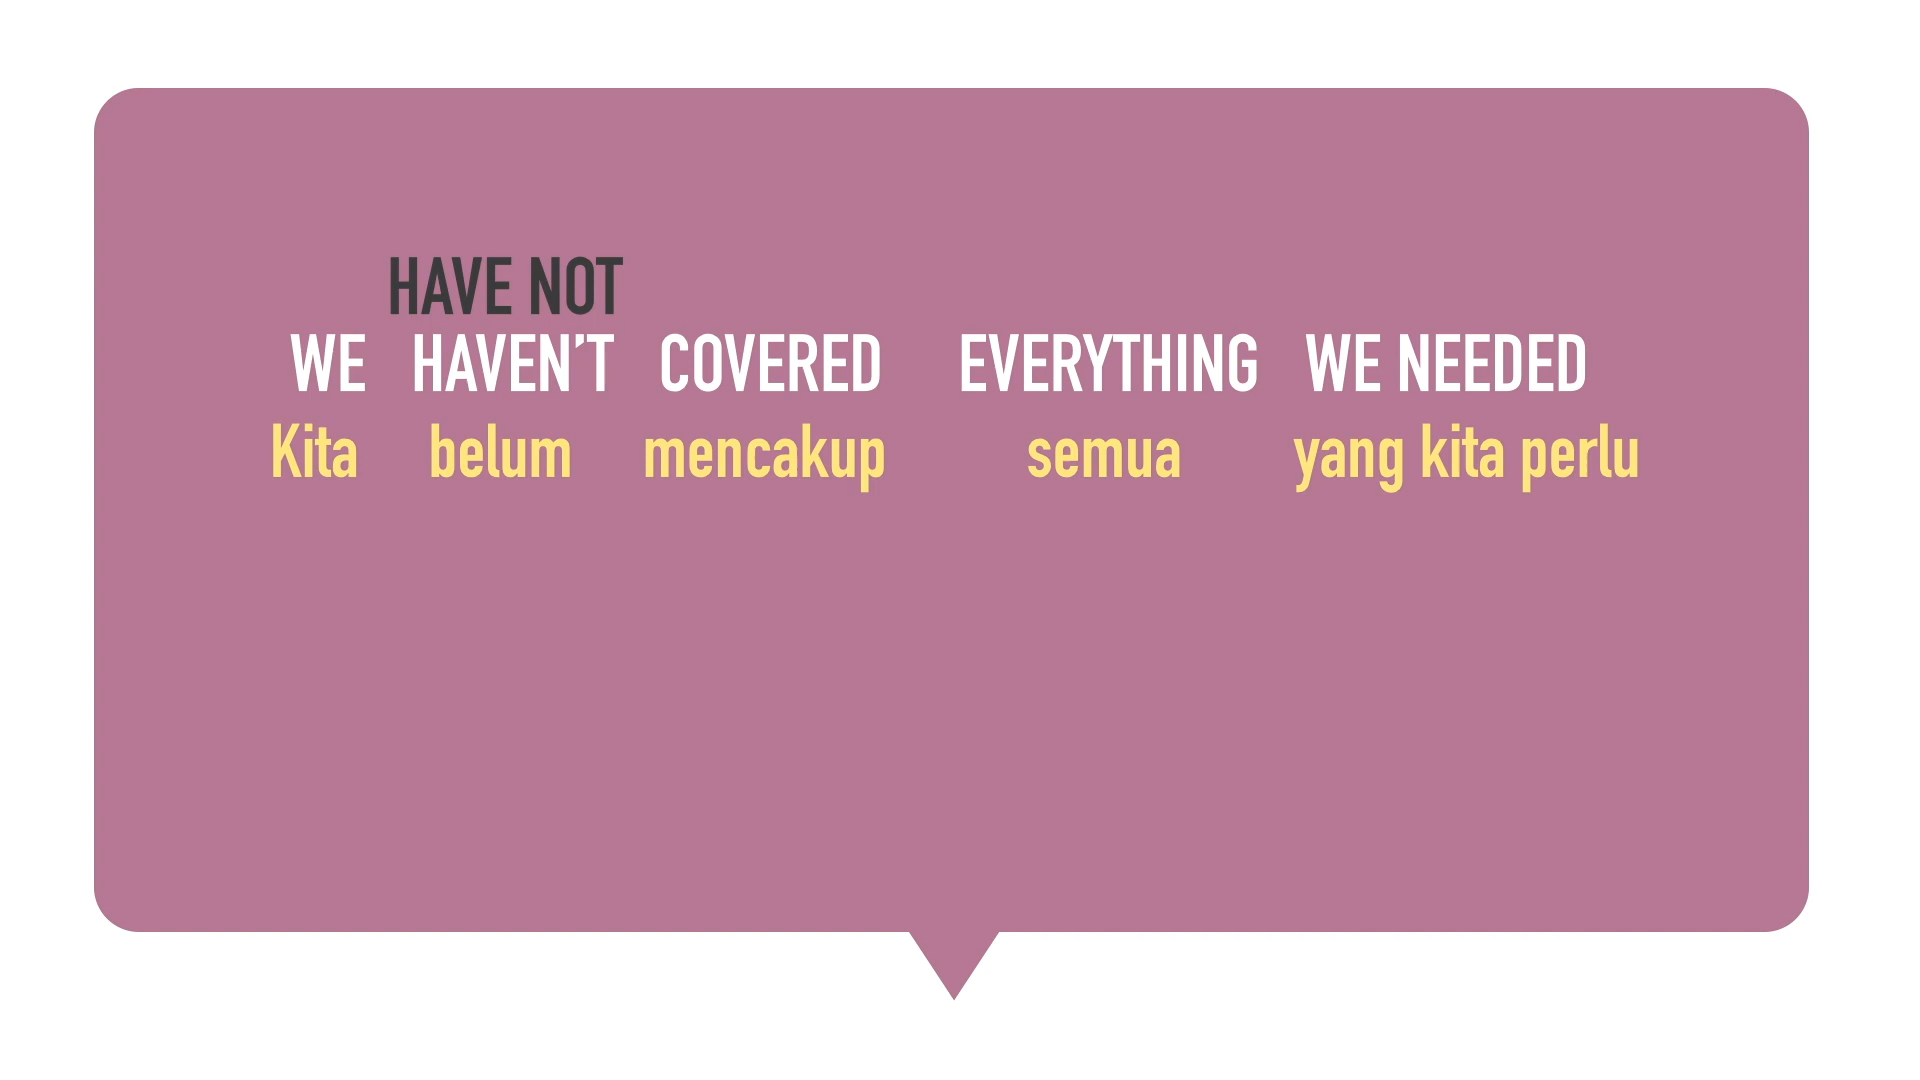 HAVE NOT
WE HAVEN’T COVERED EVERYTHING WE NEEDED
Kita belum mencakup semua yang kita perlu